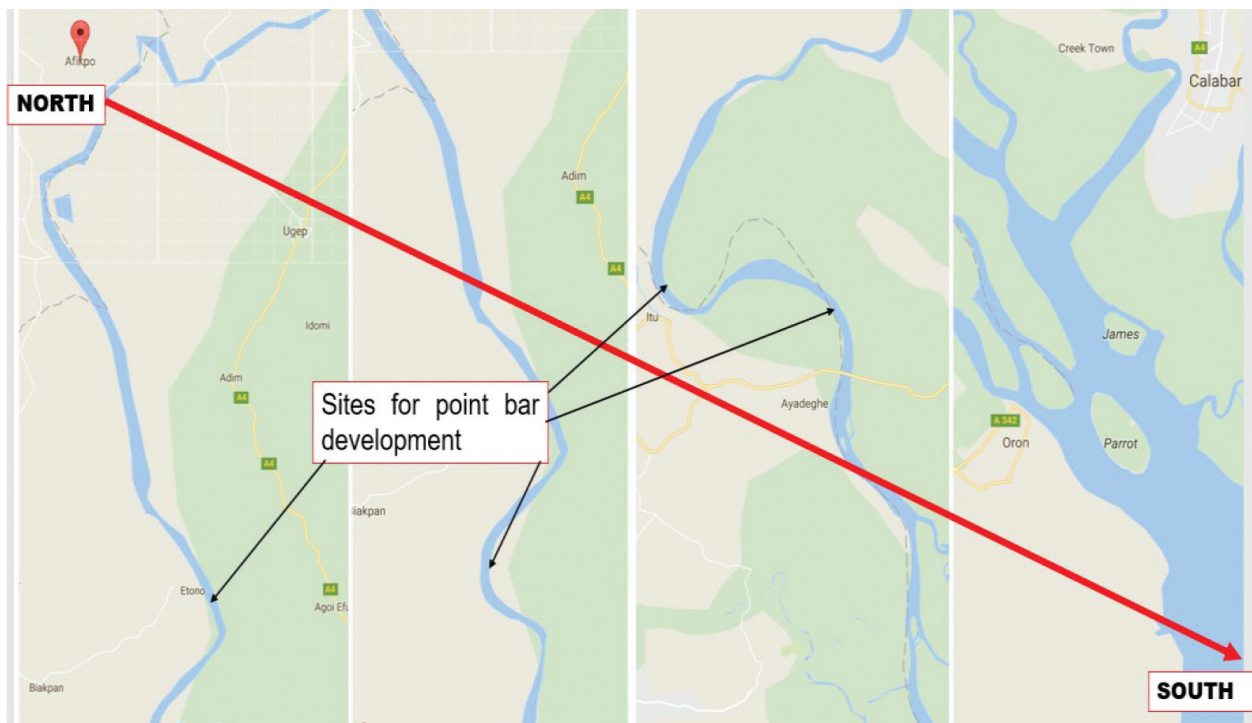 Afikpo
NORTH
Ugep
Idomi
Adim
A4
A4
Etono
A4
Agoi Efu
Biakpan
Adim
A4
A4
Biakpan
Sites for point bar
development
Itu
Ayadeghe
Creek Town
A4
Calabar
James
A 342
Oron
Parrot
SOUTH